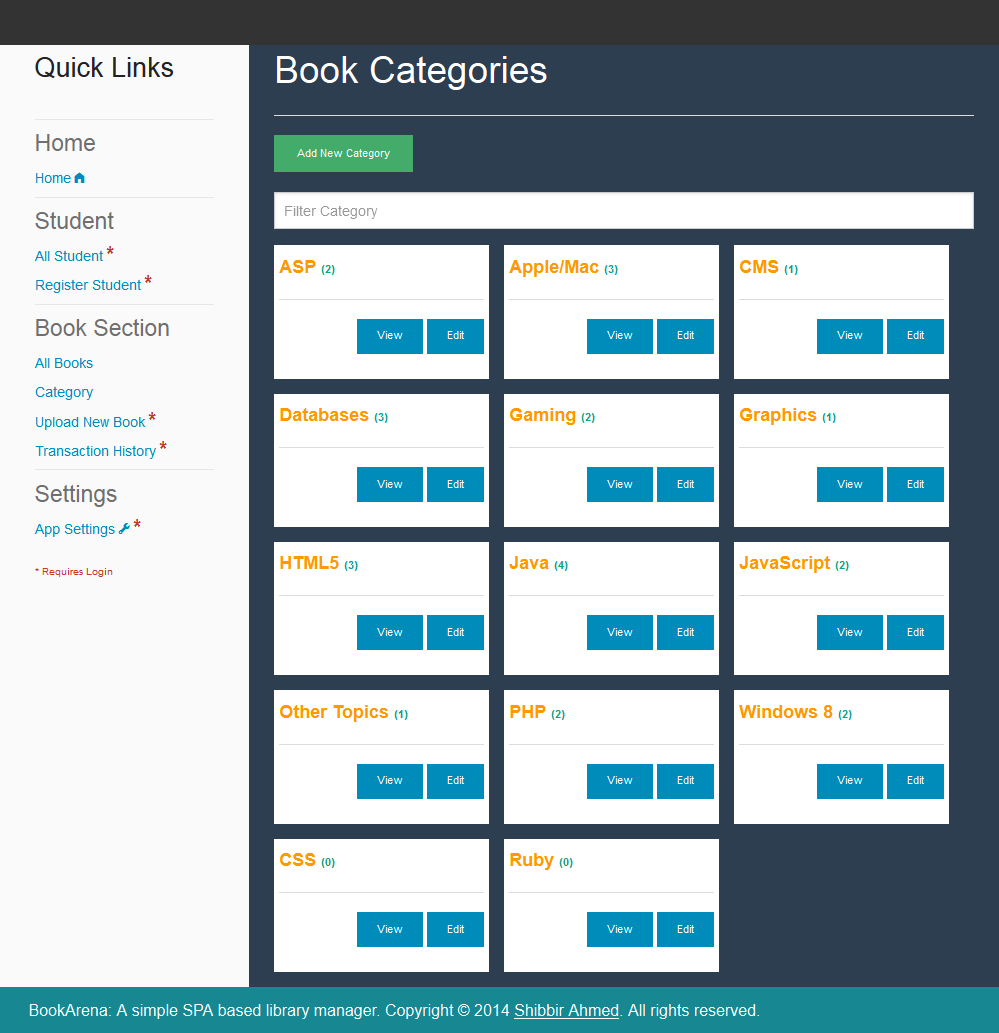 Quick Links
Home
Home
Student
All Student *
Register Student *
Book Section
All Books
Category
Upload New Book *
Transaction History *
Settings
App Settings *
* Requires Login
Book Categories
Add New Category
Filter Category
ASP (2)
View Edit
Apple/Mac (3)
View Edit
CMS (1)
View Edit
Databases (3)
View Edit
Gaming (2)
View Edit
Graphics (1)
View Edit
HTML5 (3)
View Edit
Java (4)
View Edit
JavaScript (2)
View Edit
Other Topics (1)
View Edit
PHP (2)
View Edit
Windows 8 (2)
View Edit
CSS (0)
View Edit
Ruby (0)
View Edit
BookArena: A simple SPA based library manager. Copyright © 2014 Shibbir Ahmed. All rights reserved.